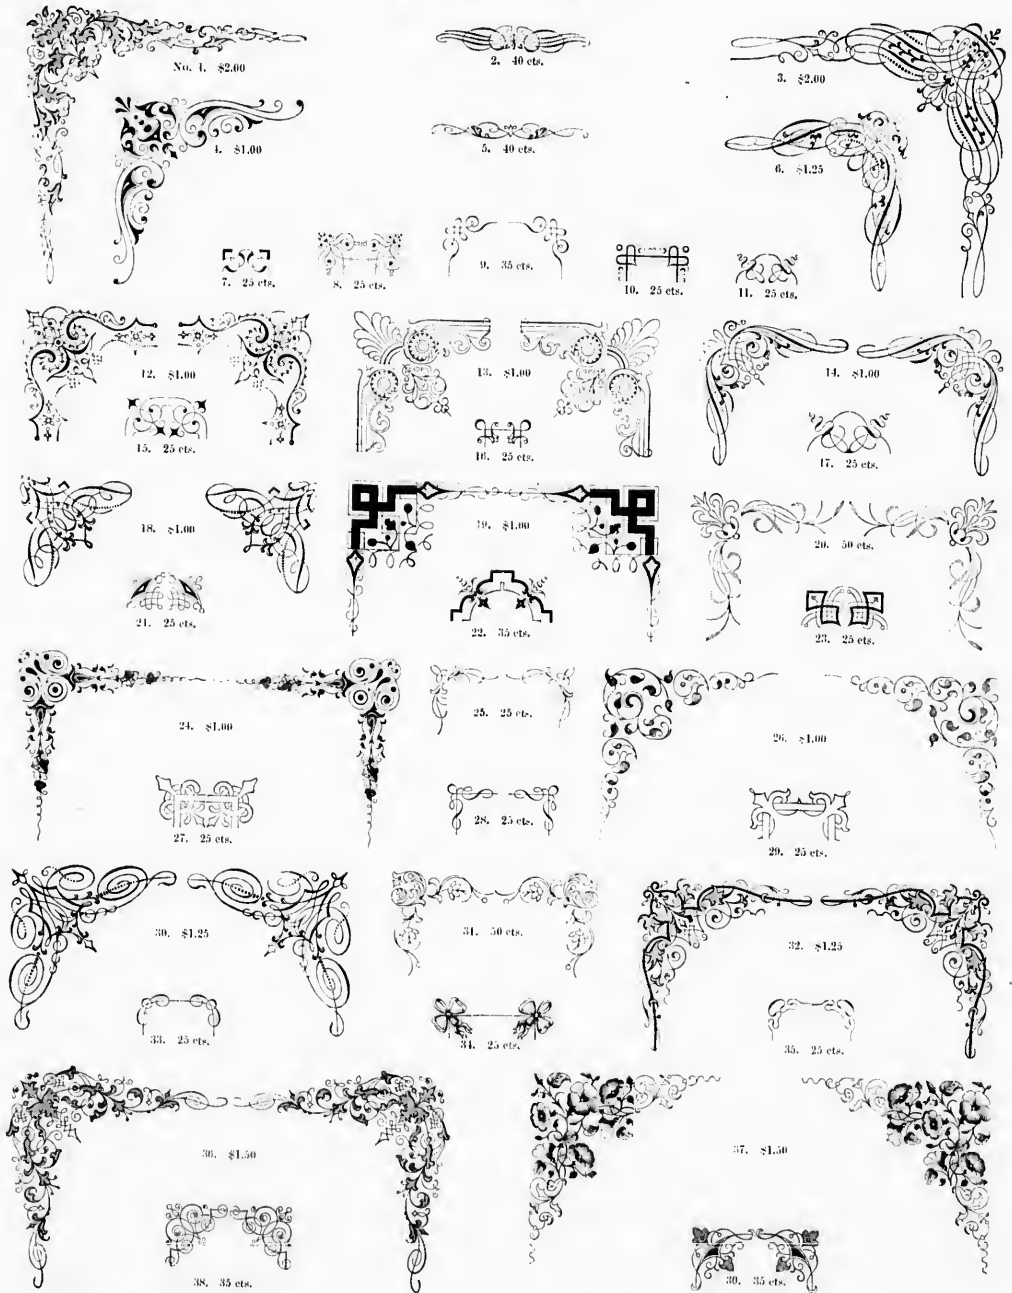 No. 1. $2.00
2. 40 cts.
3. $2.00
4. $1.00
5. 40 cts.
6. $1.25
7. 25 cts.
8. 25 cts.
9. 35 cts.
10. 25 cts.
11. 25 cts.
12. $1.00
13. $1.00
14. $1.00
15. 25 cts.
16. 25 cts.
17. 25 cts.
18. $1.00
19. $1.00
20. 50 cts.
21. 25 cts.
22. 35 cts.
23. 25 cts.
24. $1.00
25. 25 cts.
26. $1.00
27. 25 cts.
28. 25 cts.
29. 25 cts.
30. $1.25
31. 50 cts.
32. $1.25
33. 25 cts.
34. 25 cts.
35. 25 cts.
36. $1.50
37. $1.50
38. 35 cts.
39. 35 cts.